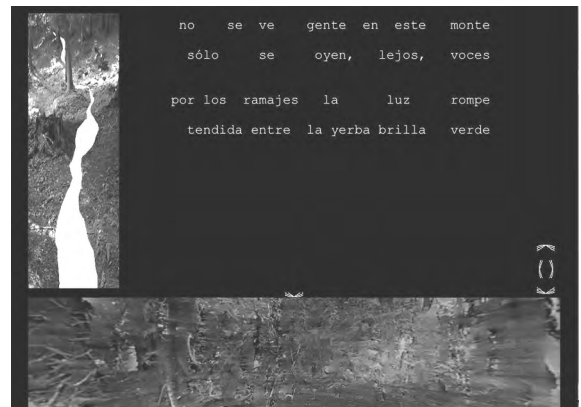 no se ve gente en este monte
sólo se oyen, lejos, voces
por los ramajes la luz rompe
tendida entre la yerba brilla verde